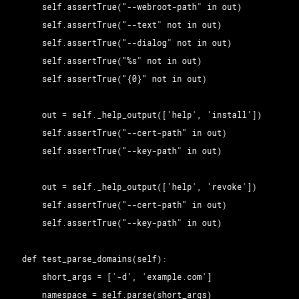 self.assertTrue("--webroot-path" in out)
self.assertTrue("--text" not in out)
self.assertTrue("--dialog" not in out)
self.assertTrue("%s" not in out)
self.assertTrue("{0}" not in out)
out = self._help_output(['help', 'install'])
self.assertTrue("--cert-path" in out)
self.assertTrue("--key-path" in out)
out = self._help_output(['help', 'revoke'])
self.assertTrue("--cert-path" in out)
self.assertTrue("--key-path" in out)
def test_parse_domains(self):
short_args = ['-d', 'example.com']
namespace = self.parse(short_args)